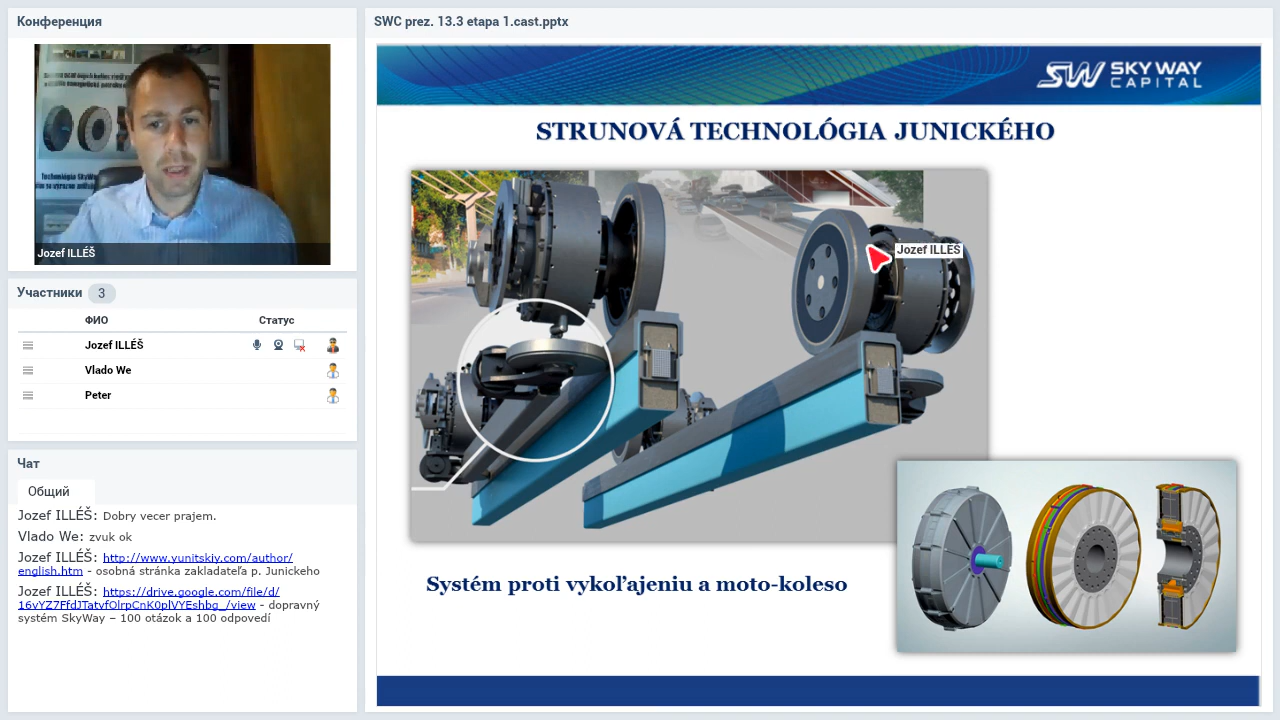 Конференция
Jozef ILLÉŠ
Участники 3
ФИО Статус
Jozef ILLÉŠ
Vlado We
Peter
Чат
Общий
Jozef ILLÉŠ: Dobry vecer prajem.
Vlado We: zvuk ok
Jozef ILLÉŠ: http://www.yunitskiy.com/author/
english.htm - osobná stránka zakladateľa p. Junickeho
Jozef ILLÉŠ: https://drive.google.com/file/d/
16vYZ7FfdJTatvfOlrpCnK0plVYEshbg_/view - dopravný
systém SkyWay – 100 otázok a 100 odpovedí
SWC prez. 13.3 etapa 1.cast.pptx
SW SKY WAY
CAPITAL
STRUNOVÁ TECHNOLÓGIA JUNICKÉHO
Jozef ILLÉŠ
Systém proti vykoľajeniu a moto-koleso